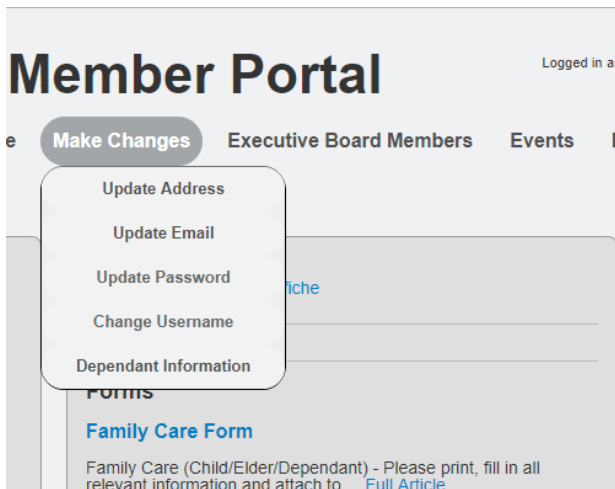 Member Portal
Logged in a
e Make Changes Executive Board Members Events
Update Address
Update Email
Update Password
fiche
Change Username
Dependant Information
Forms
Family Care Form
Family Care (Child/Elder/Dependant) - Please print, fill in all
relevant information and attach to... Full Article